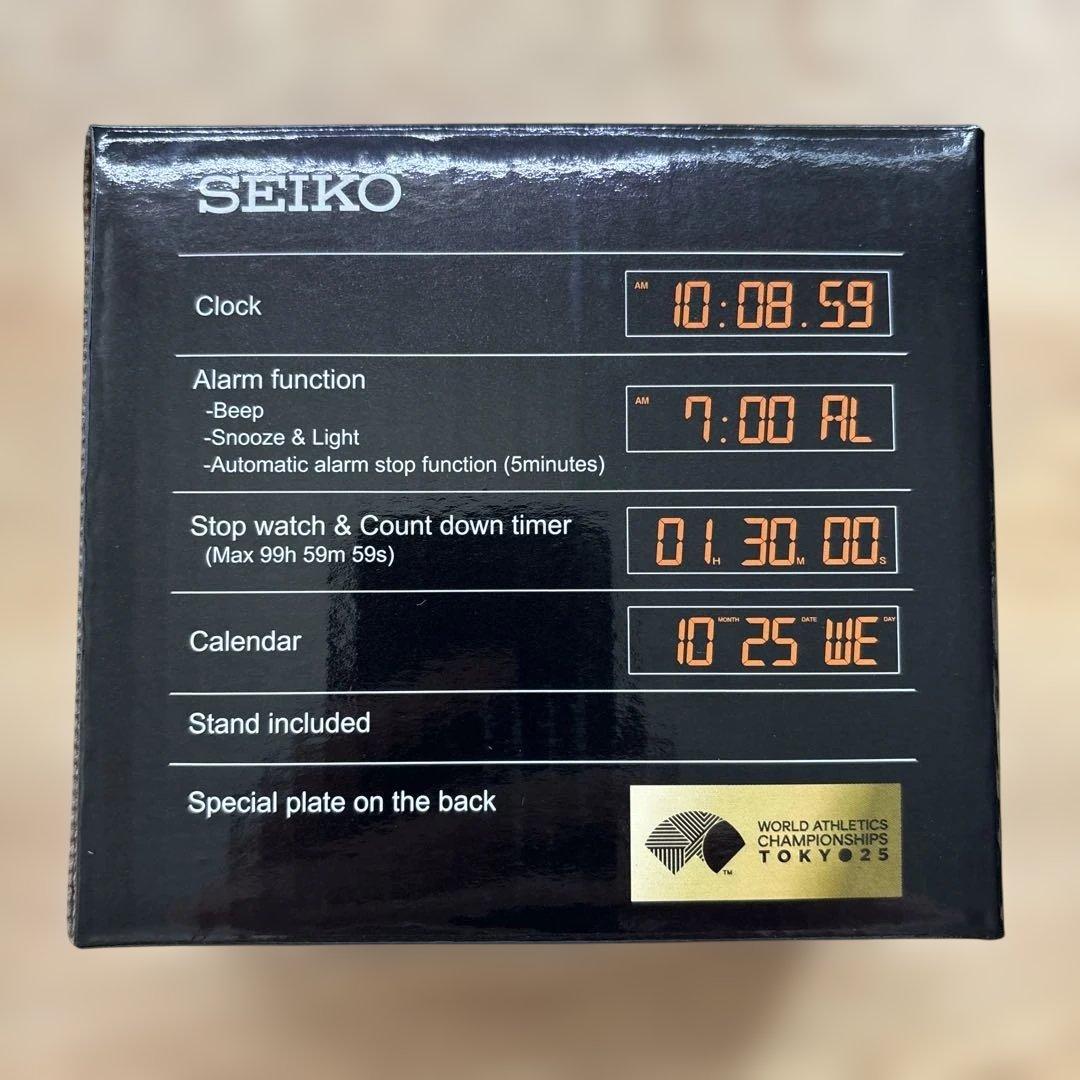 SEIKO
Clock
AM 10:08.59
Alarm function
-Beep
-Snooze & Light
-Automatic alarm stop function (5minutes)
AM 7:00 AL
Stop watch & Count down timer
(Max 99h 59m 59s)
01H 30M 00S
Calendar
10 MONTH 25 DATE WE DAY
Stand included
Special plate on the back
WORLD ATHLETICS
CHAMPIONSHIPS
TOKYO25
TM